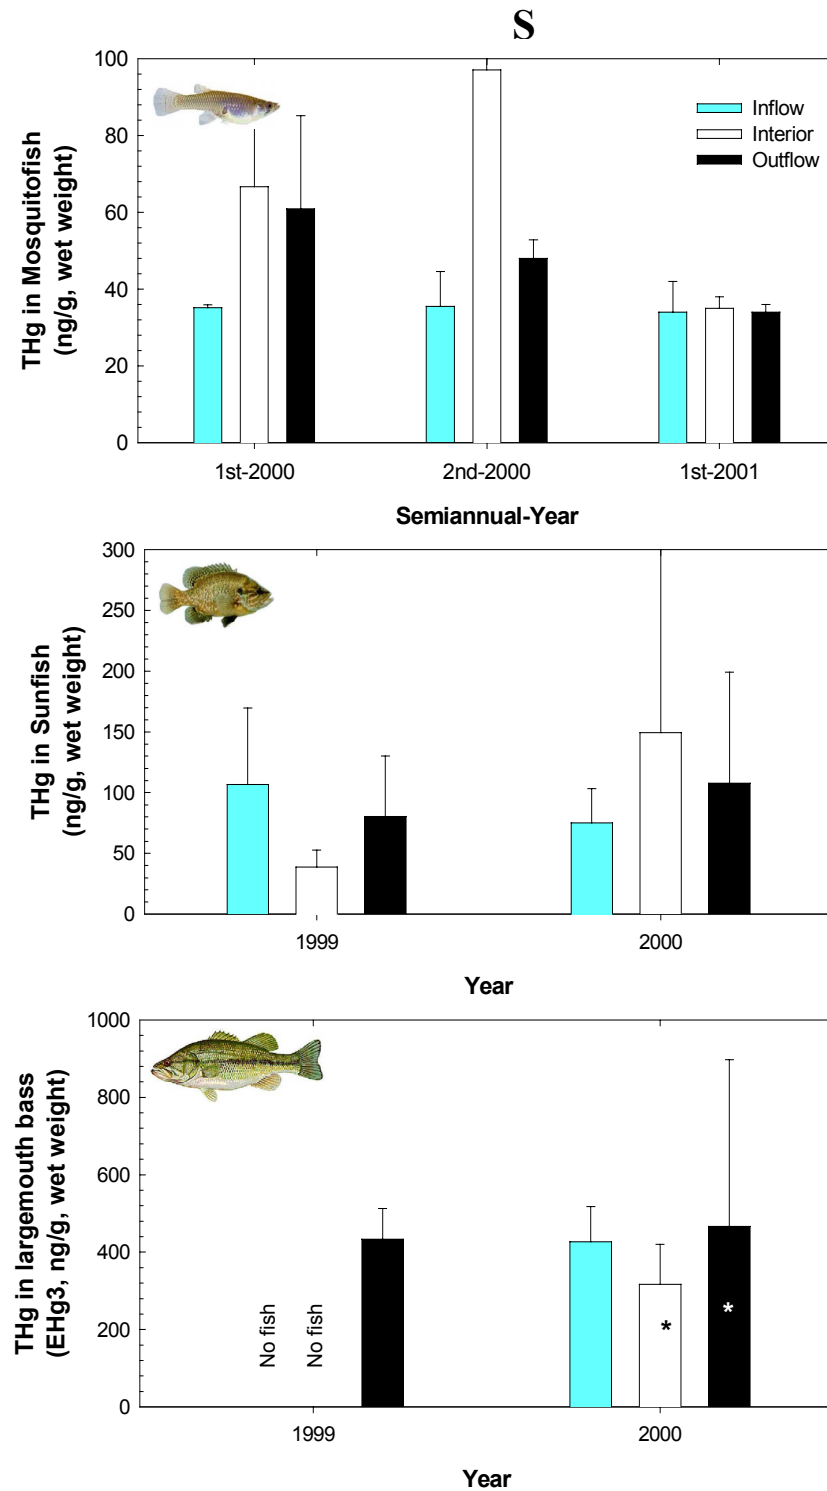 S
100
80
60
40
20
0
THg in Mosquitofish
(ng/g, wet weight)
Inflow
Interior
Outflow
1st-2000 2nd-2000 1st-2001
Semiannual-Year
300
250
200
150
100
50
0
THg in Sunfish
(ng/g, wet weight)
1999 2000
Year
1000
800
600
400
200
0
THg in largemouth bass
(EHg3, ng/g, wet weight)
No fish
No fish
*
*
1999 2000
Year